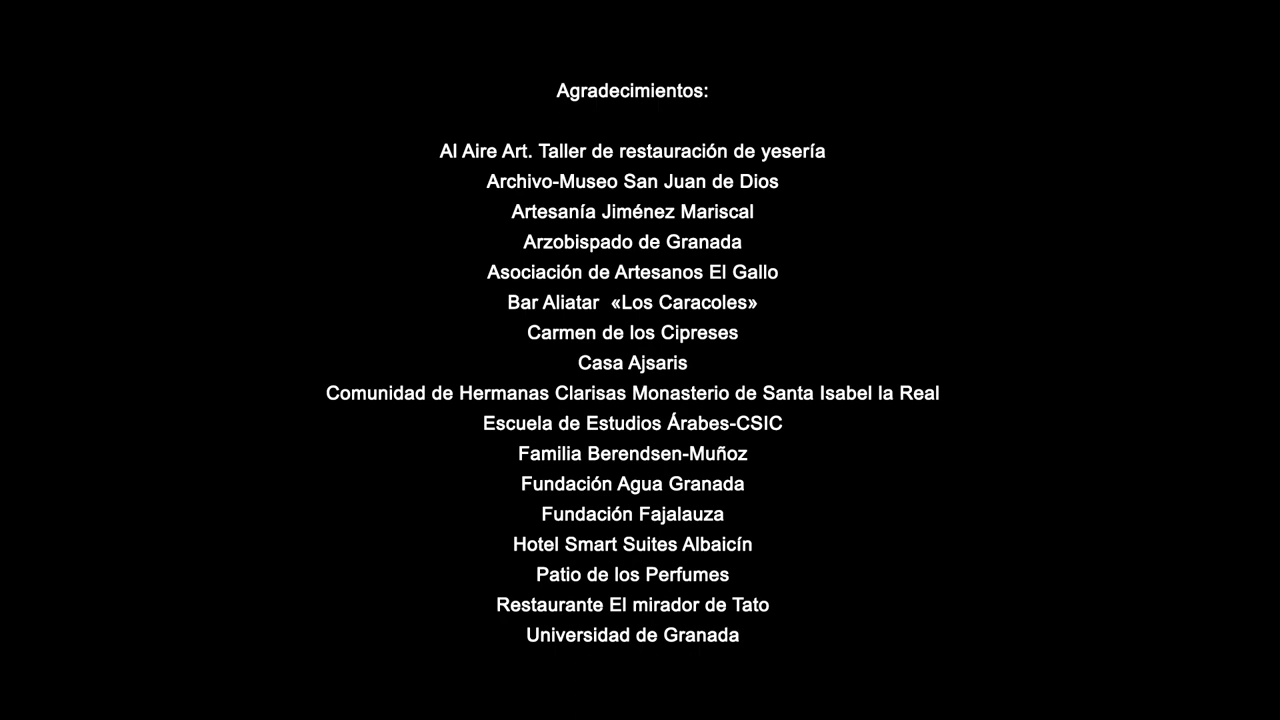 Agradecimientos:
Al Aire Art. Taller de restauración de yesería
Archivo-Museo San Juan de Dios
Artesanía Jiménez Mariscal
Arzobispado de Granada
Asociación de Artesanos El Gallo
Bar Aliatar  «Los Caracoles»
Carmen de los Cipreses
Casa Ajsaris
Comunidad de Hermanas Clarisas Monasterio de Santa Isabel la Real
Escuela de Estudios Árabes-CSIC
Familia Berendsen-Muñoz
Fundación Agua Granada
Fundación Fajalauza
Hotel Smart Suites Albaicín
Patio de los Perfumes
Restaurante El mirador de Tato
Universidad de Granada